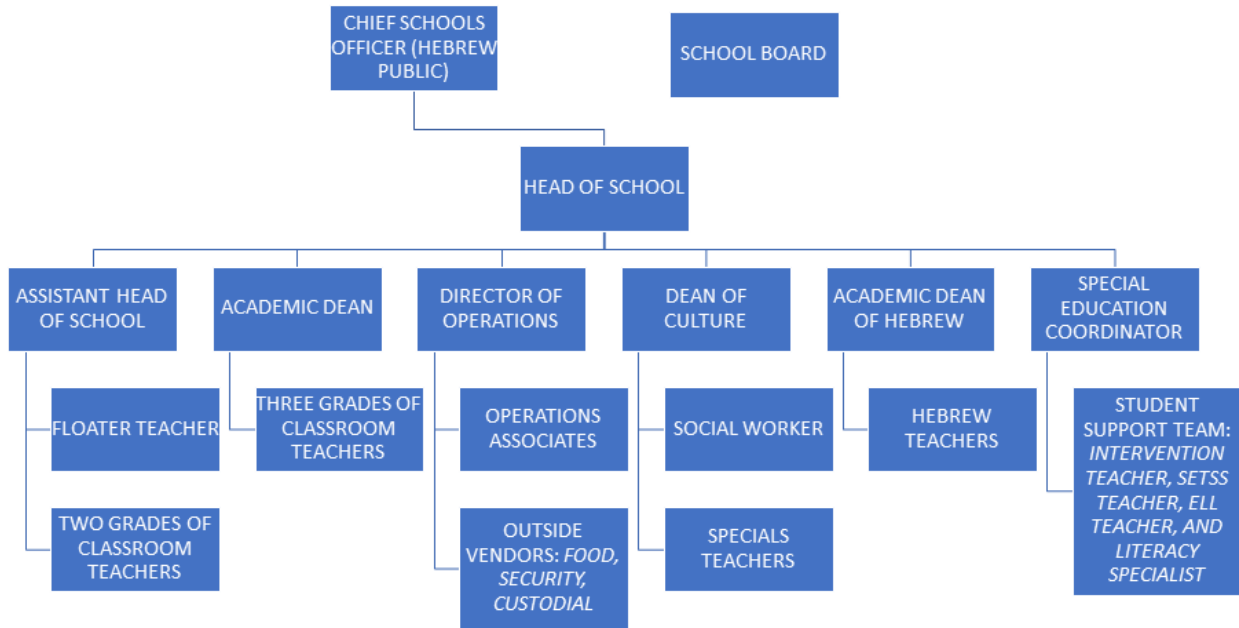 CHIEF SCHOOLS
OFFICER (HEBREW
PUBLIC)
SCHOOL BOARD
HEAD OF SCHOOL
ASSISTANT HEAD
OF SCHOOL
ACADEMIC DEAN
DIRECTOR OF
OPERATIONS
DEAN OF
CULTURE
ACADEMIC DEAN
OF HEBREW
SPECIAL
EDUCATION
COORDINATOR
FLOATER TEACHER
THREE GRADES OF
CLASSROOM
TEACHERS
OPERATIONS
ASSOCIATES
SOCIAL WORKER
HEBREW
TEACHERS
STUDENT
SUPPORT TEAM:
INTERVENTION
TEACHER, SETSS
TEACHER, ELL
TEACHER, AND
LITERACY
SPECIALIST
TWO GRADES OF
CLASSROOM
TEACHERS
OUTSIDE
VENDORS: FOOD,
SECURITY,
CUSTODIAL
SPECIALS
TEACHERS